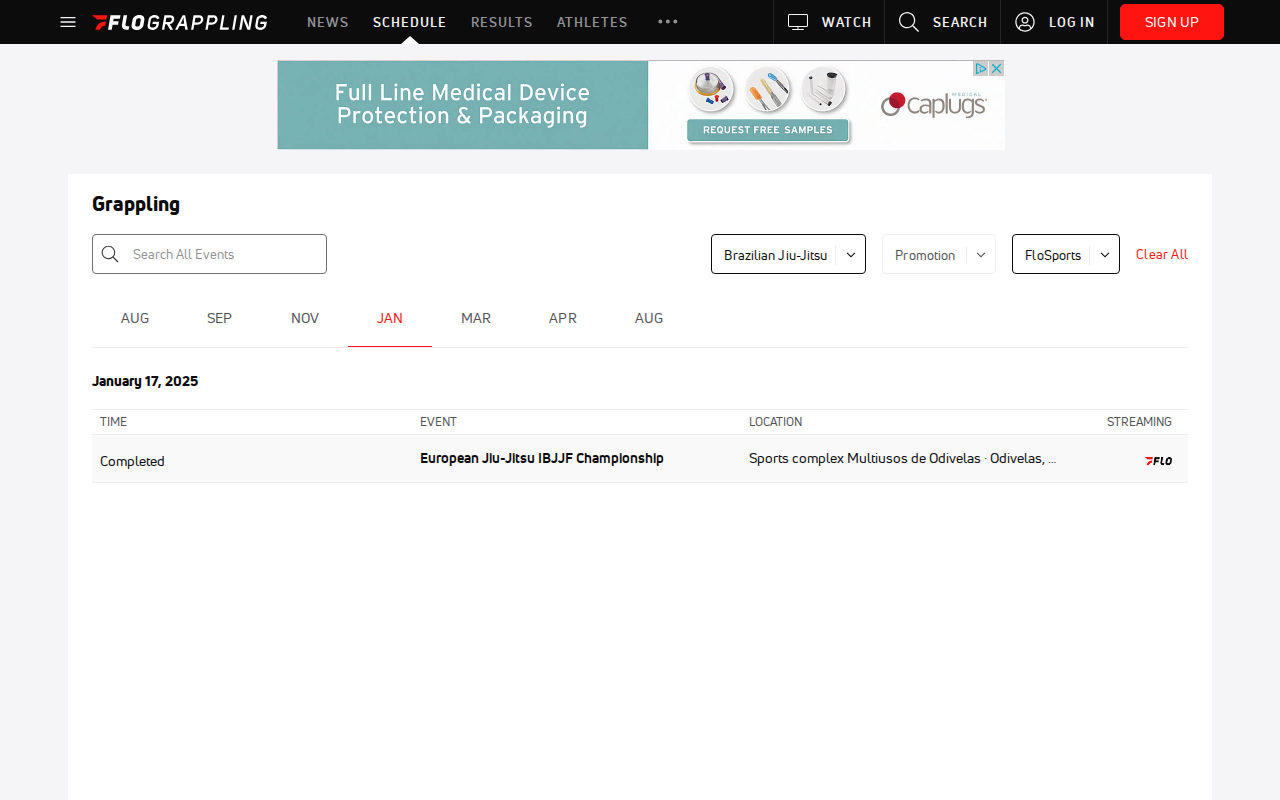 FLOGRAPPLING
NEWS
SCHEDULE
RESULTS
ATHLETES
WATCH
SEARCH
LOG IN
SIGN UP
Full Line Medical Device
Protection & Packaging
REQUEST FREE SAMPLES
MEDICAL
caplugs
Grappling
Search All Events
Brazilian Jiu-Jitsu
Promotion
FloSports
Clear All
AUG
SEP
NOV
JAN
MAR
APR
AUG
January 17, 2025
TIME
EVENT
LOCATION
STREAMING
Completed
European Jiu-Jitsu IBJJF Championship
Sports complex Multiusos de Odivelas · Odivelas, ...
FLO